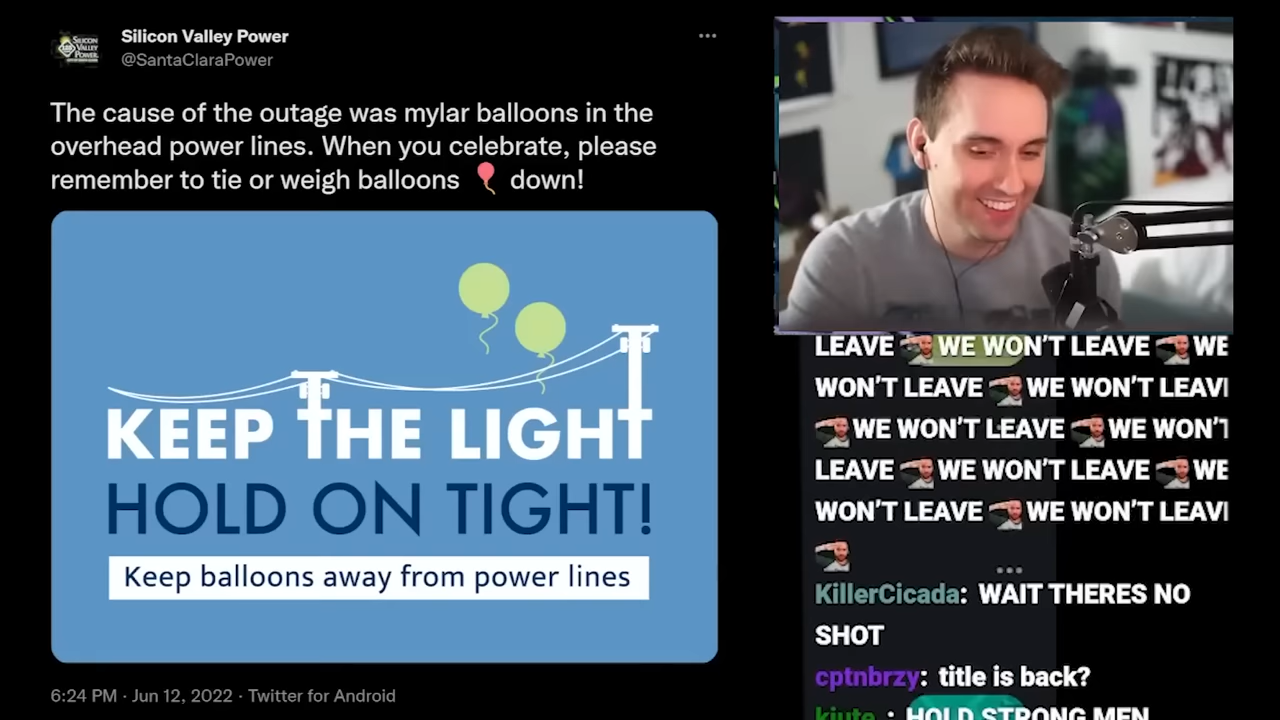 Silicon Valley Power
@SantaClaraPower
The cause of the outage was mylar balloons in the
overhead power lines. When you celebrate, please
remember to tie or weigh balloons 🎈 down!
KEEP THE LIGHT
HOLD ON TIGHT!
Keep balloons away from power lines
6:24 PM · Jun 12, 2022 · Twitter for Android
LEAVE WE WON'T LEAVE WE
WON'T LEAVE WE WON'T LEAV
WE WON'T LEAVE WE WON'T
LEAVE WE WON'T LEAVE WE
WON'T LEAVE WE WON'T LEAV
KillerCicada: WAIT THERES NO
SHOT
cptnbrzy: title is back?
HOLD STRONG MEN